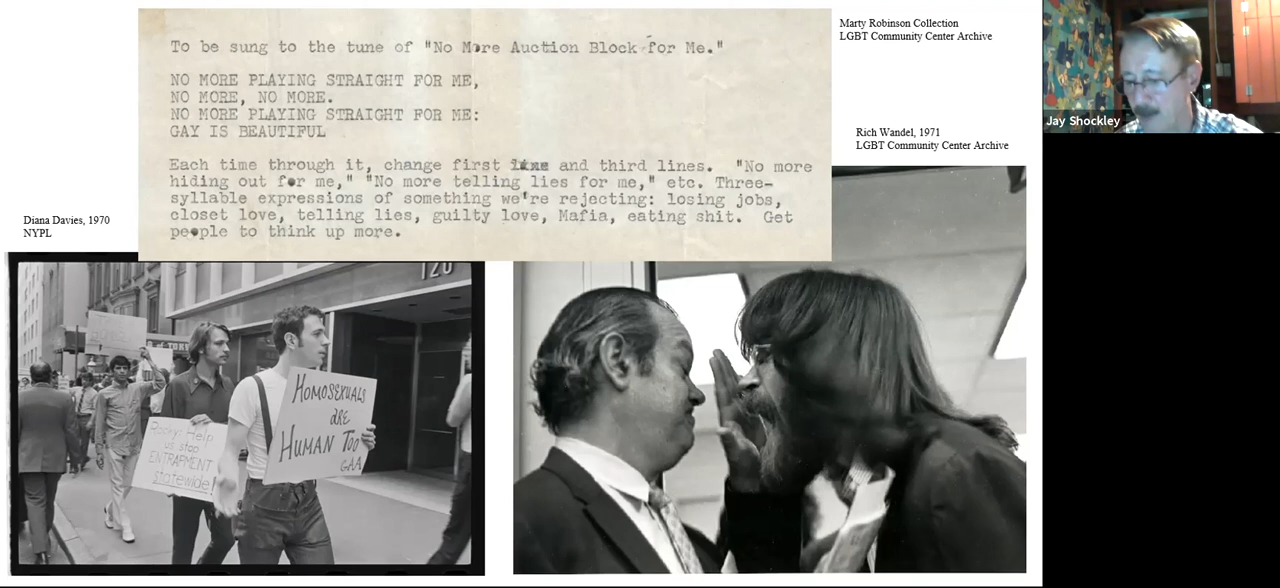 To be sung to the tune of "No More Auction Block for Me."
NO MORE PLAYING STRAIGHT FOR ME,
NO MORE, NO MORE.
NO MORE PLAYING STRAIGHT FOR ME:
GAY IS BEAUTIFUL
Each time through it, change first and third lines. "No more
hiding out for me," "No more telling lies for me," etc. Three-
syllable expressions of something we're rejecting: losing jobs,
closet love, telling lies, guilty love, Mafia, eating shit. Get
people to think up more.
Marty Robinson Collection
LGBT Community Center Archive
Jay Shockley
Rich Wandel, 1971
LGBT Community Center Archive
Diana Davies, 1970
NYPL
120
HOMOSEXUALS
ARE
HUMAN TOO
GAA
Rocky: Help
us stop
ENTRAPMENT
Statewide!